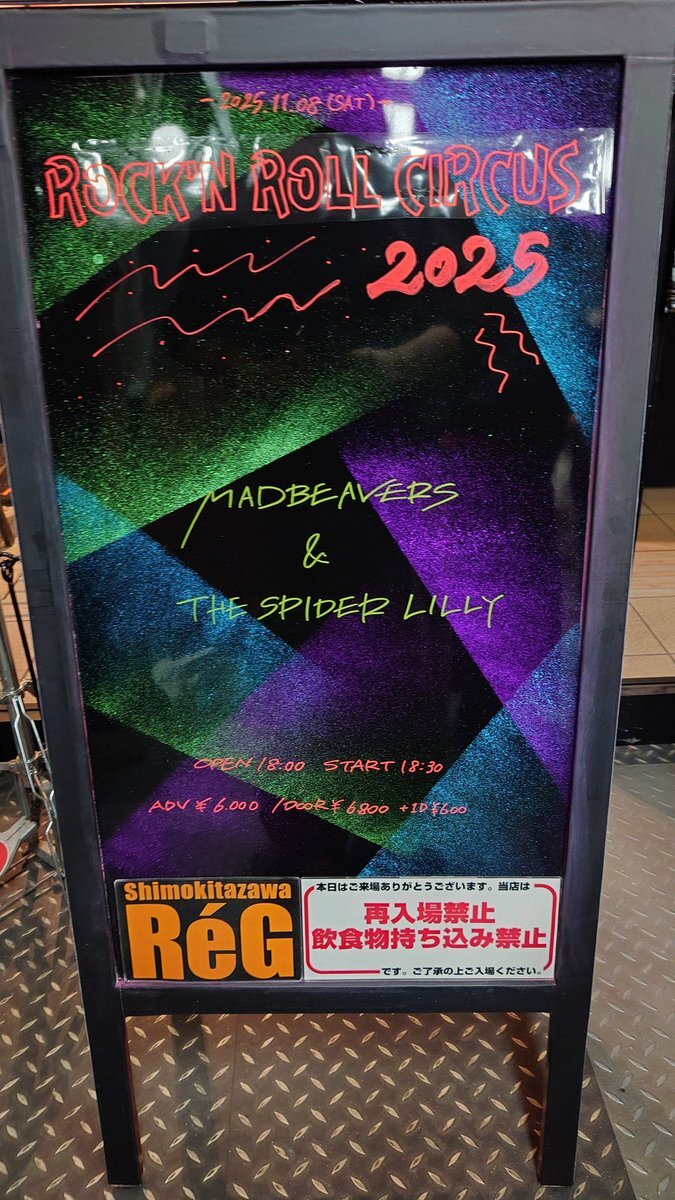 -2025.11.08(SAT)-
ROCK'N ROLL CIRCUS
2025
MADBEAVERS
&
THE SPIDER LILLY
OPEN 18:00 START 18:30
ADV ¥6.000 /DOOR ¥6800 +1D ¥600
Shimokitazawa
RéG
本日はご来場ありがとうございます。当店は
再入場禁止
飲食物持ち込み禁止
です。ご了承の上ご入場ください。